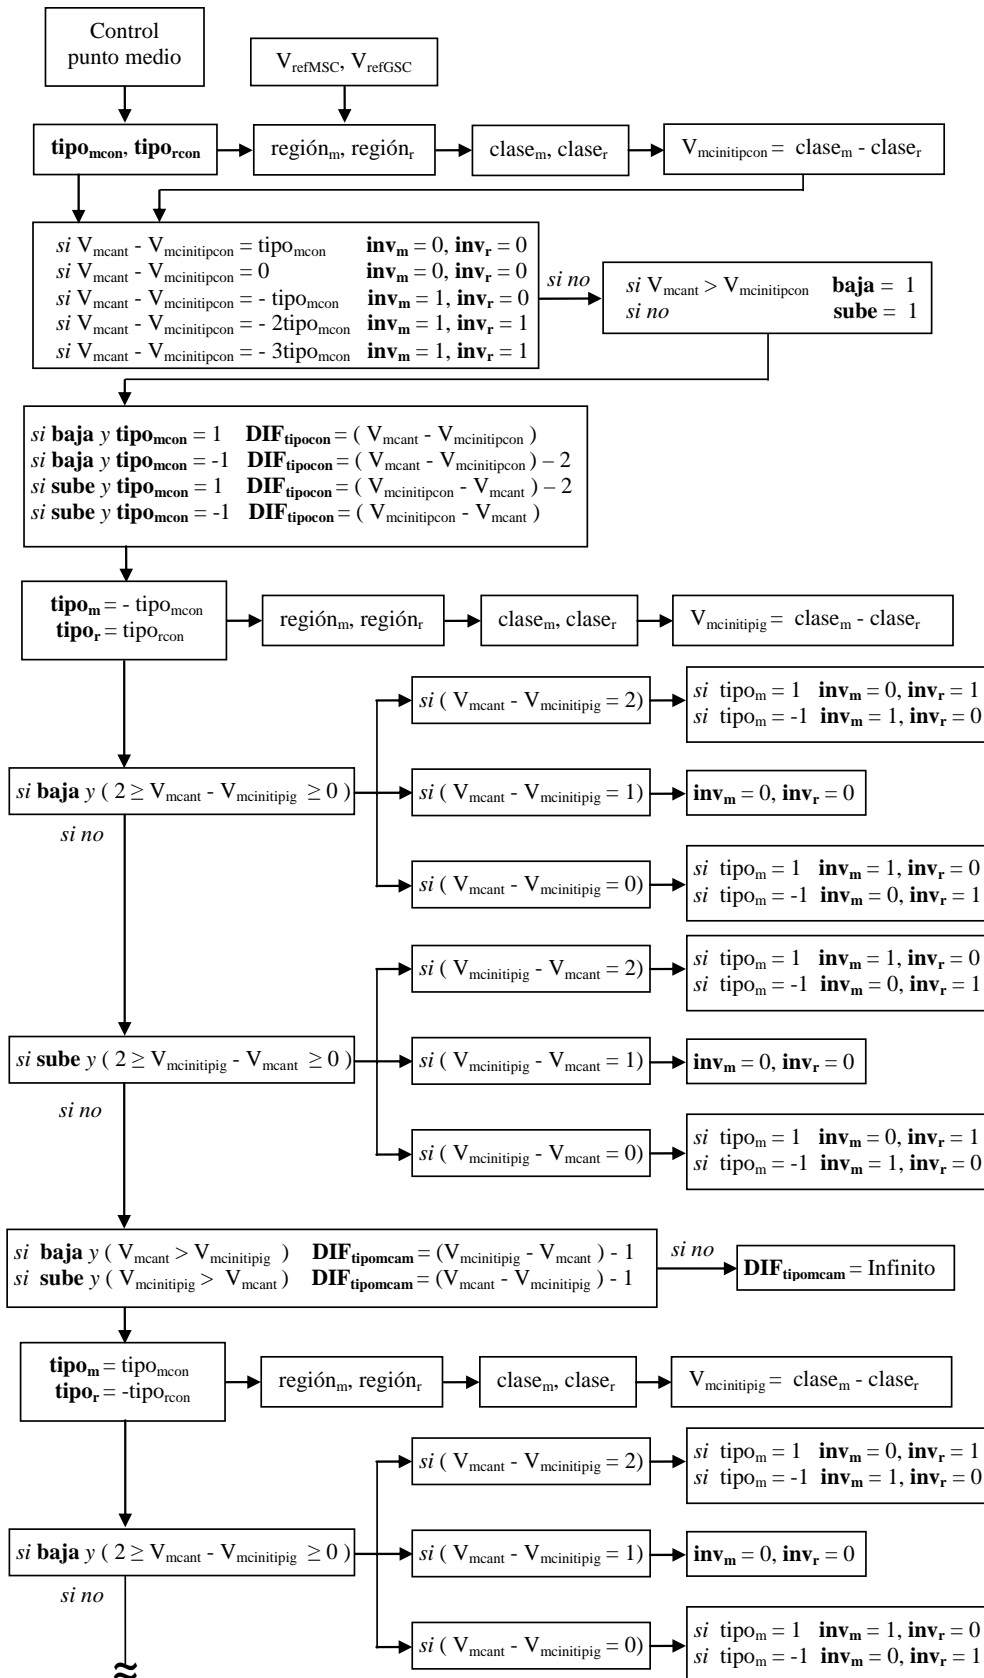 Control
punto medio
V_refMSC, V_refGSC
tipo_mcon, tipo_rcon
región_m, región_r
clase_m, clase_r
V_mcinitipcon = clase_m - clase_r
si V_mcant - V_mcinitipcon = tipo_mcon inv_m = 0, inv_r = 0
si V_mcant - V_mcinitipcon = 0 inv_m = 0, inv_r = 0
si V_mcant - V_mcinitipcon = - tipo_mcon inv_m = 1, inv_r = 0
si V_mcant - V_mcinitipcon = - 2tipo_mcon inv_m = 1, inv_r = 1
si V_mcant - V_mcinitipcon = - 3tipo_mcon inv_m = 1, inv_r = 1
si no
si V_mcant > V_mcinitipcon baja = 1
si no sube = 1
si baja y tipo_mcon = 1 DIF_tipocon = ( V_mcant - V_mcinitipcon )
si baja y tipo_mcon = -1 DIF_tipocon = ( V_mcant - V_mcinitipcon ) – 2
si sube y tipo_mcon = 1 DIF_tipocon = ( V_mcinitipcon - V_mcant ) – 2
si sube y tipo_mcon = -1 DIF_tipocon = ( V_mcinitipcon - V_mcant )
tipo_m = - tipo_mcon
tipo_r = tipo_rcon
región_m, región_r
clase_m, clase_r
V_mcinitipig = clase_m - clase_r
si ( V_mcant - V_mcinitipig = 2)
si tipo_m = 1 inv_m = 0, inv_r = 1
si tipo_m = -1 inv_m = 1, inv_r = 0
si baja y ( 2 ≥ V_mcant - V_mcinitipig ≥ 0 )
si ( V_mcant - V_mcinitipig = 1)
inv_m = 0, inv_r = 0
si no
si ( V_mcant - V_mcinitipig = 0)
si tipo_m = 1 inv_m = 1, inv_r = 0
si tipo_m = -1 inv_m = 0, inv_r = 1
si ( V_mcinitipig - V_mcant = 2)
si tipo_m = 1 inv_m = 1, inv_r = 0
si tipo_m = -1 inv_m = 0, inv_r = 1
si sube y ( 2 ≥ V_mcinitipig - V_mcant ≥ 0 )
si ( V_mcinitipig - V_mcant = 1)
inv_m = 0, inv_r = 0
si no
si ( V_mcinitipig - V_mcant = 0)
si tipo_m = 1 inv_m = 0, inv_r = 1
si tipo_m = -1 inv_m = 1, inv_r = 0
si baja y ( V_mcant > V_mcinitipig ) DIF_tipomcam = (V_mcinitipig - V_mcant ) - 1
si sube y ( V_mcinitipig > V_mcant ) DIF_tipomcam = (V_mcant - V_mcinitipig ) - 1
si no
DIF_tipomcam = Infinito
tipo_m = tipo_mcon
tipo_r = -tipo_rcon
región_m, región_r
clase_m, clase_r
V_mcinitipig = clase_m - clase_r
si ( V_mcant - V_mcinitipig = 2)
si tipo_m = 1 inv_m = 0, inv_r = 1
si tipo_m = -1 inv_m = 1, inv_r = 0
si baja y ( 2 ≥ V_mcant - V_mcinitipig ≥ 0 )
si ( V_mcant - V_mcinitipig = 1)
inv_m = 0, inv_r = 0
si no
si ( V_mcant - V_mcinitipig = 0)
si tipo_m = 1 inv_m = 1, inv_r = 0
si tipo_m = -1 inv_m = 0, inv_r = 1